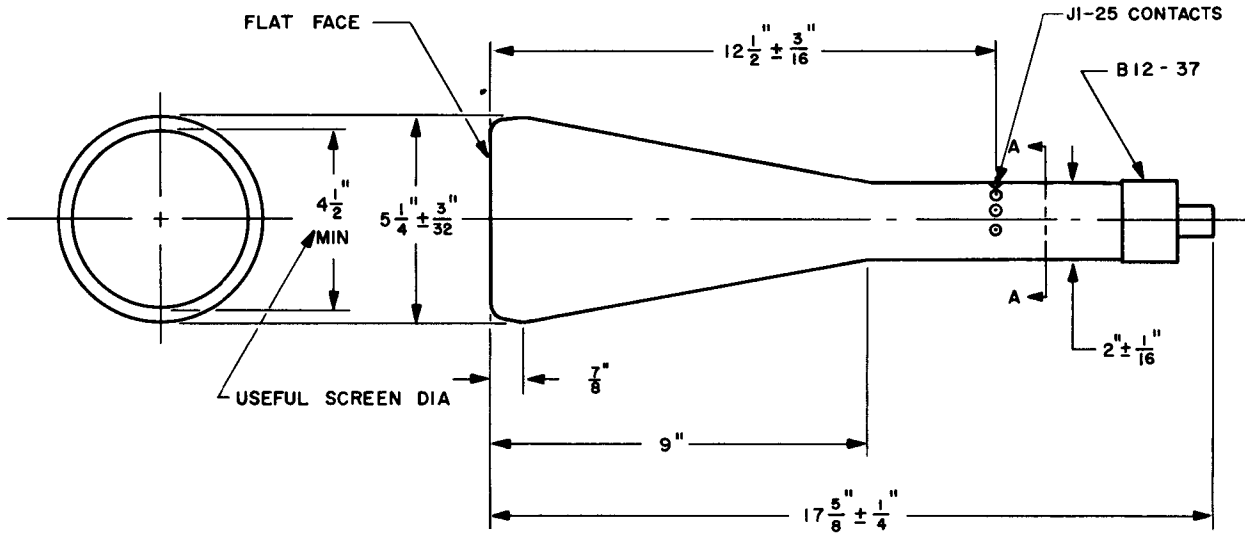 FLAT FACE
J1-25 CONTACTS
12 1/2" ± 3/16"
B12-37
A
4 1/2"
MIN
5 1/4" ± 3/32"
A
2" ± 1/16"
7/8"
USEFUL SCREEN DIA
9"
17 5/8" ± 1/4"